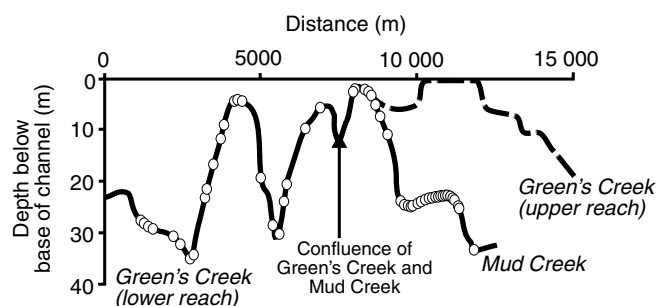 Distance (m)
0 5000 10 000 15 000
Depth below
base of channel (m)
0
10
20
30
40
Green's Creek
(lower reach)
Confluence of
Green's Creek and
Mud Creek
Green's Creek
(upper reach)
Mud Creek